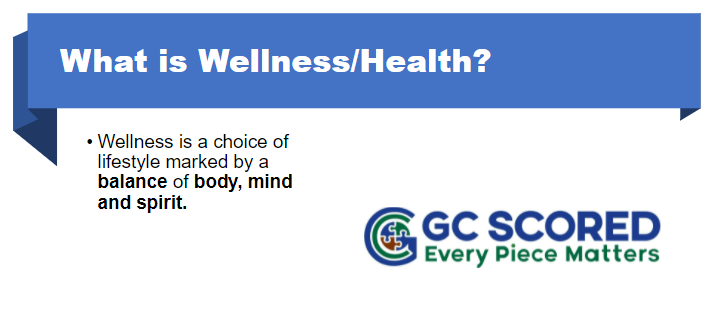 What is Wellness/Health?
• Wellness is a choice of
lifestyle marked by a
balance of body, mind
and spirit.
GC SCORED
Every Piece Matters